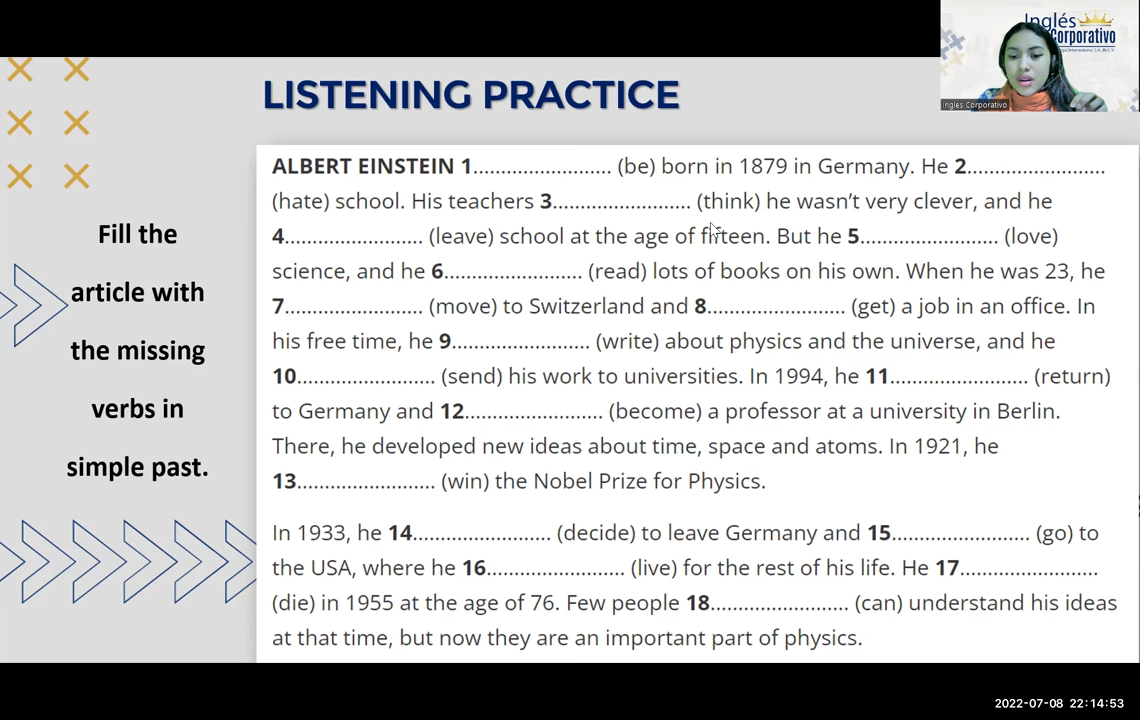 Inglés
Corporativo
Ingles Corporativo
LISTENING PRACTICE
Fill the
article with
the missing
verbs in
simple past.
ALBERT EINSTEIN 1......................... (be) born in 1879 in Germany. He 2.........................
(hate) school. His teachers 3......................... (think) he wasn't very clever, and he
4......................... (leave) school at the age of fifteen. But he 5......................... (love)
science, and he 6......................... (read) lots of books on his own. When he was 23, he
7......................... (move) to Switzerland and 8......................... (get) a job in an office. In
his free time, he 9......................... (write) about physics and the universe, and he
10......................... (send) his work to universities. In 1994, he 11......................... (return)
to Germany and 12......................... (become) a professor at a university in Berlin.
There, he developed new ideas about time, space and atoms. In 1921, he
13......................... (win) the Nobel Prize for Physics.
In 1933, he 14......................... (decide) to leave Germany and 15......................... (go) to
the USA, where he 16......................... (live) for the rest of his life. He 17.........................
(die) in 1955 at the age of 76. Few people 18......................... (can) understand his ideas
at that time, but now they are an important part of physics.
2022-07-08 22:14:53